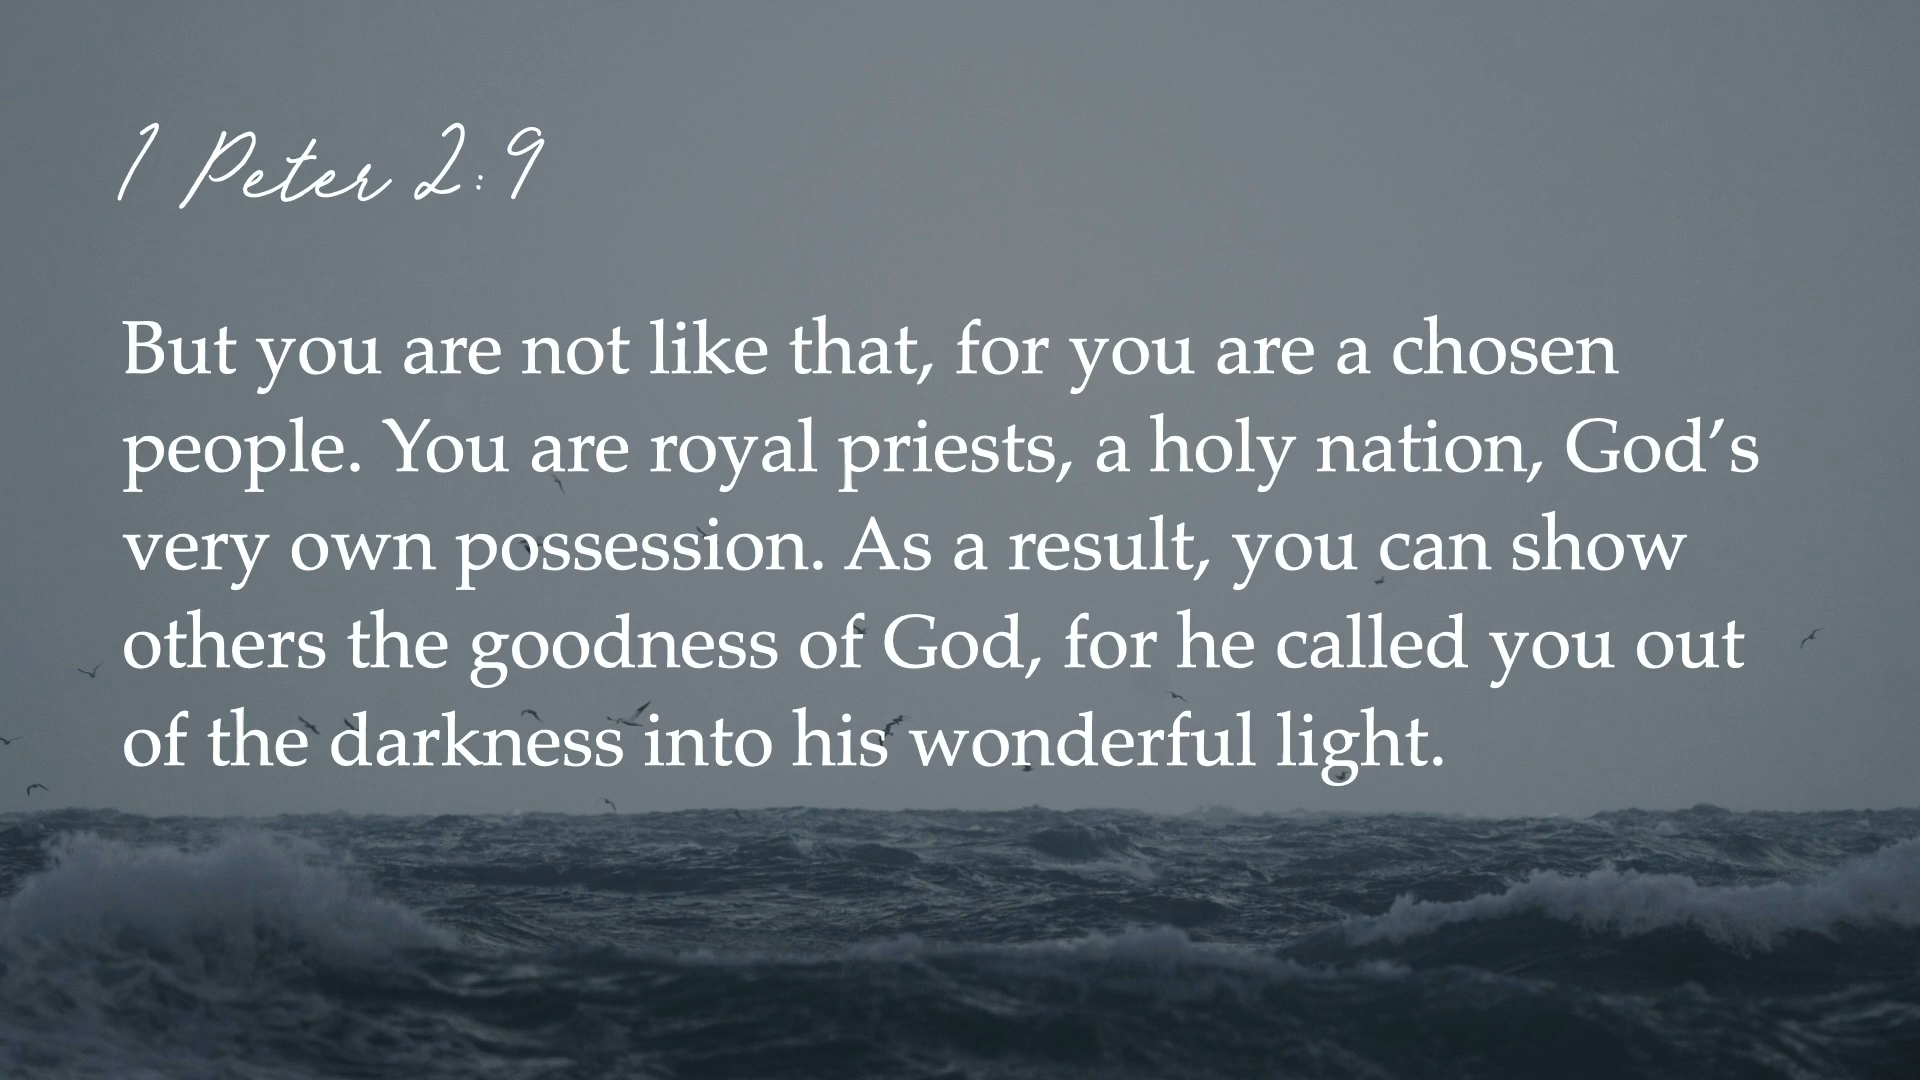 1 Peter 2:9
But you are not like that, for you are a chosen
people. You are royal priests, a holy nation, God’s
very own possession. As a result, you can show
others the goodness of God, for he called you out
of the darkness into his wonderful light.